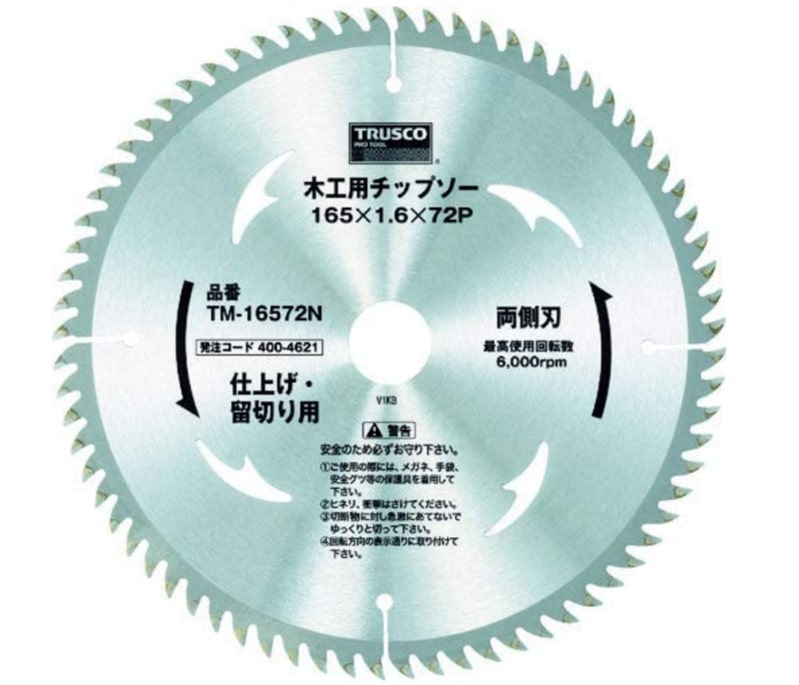 TRUSCO
PRO TOOL
木工用チップソー
165×1.6×72P
品番
TM-16572N
発注コード 400-4621
仕上げ・
留切り用
両側刃
最高使用回転数
6,000rpm
V1KB
警告
安全のため必ずお守り下さい。
①ご使用の際には、メガネ、手袋、
安全グツ等の保護具を着用して
下さい。
②ヒネリ、衝撃はさけてください。
③切断物に対し急激にあてないで
ゆっくりと切って下さい。
④回転方向の表示通りに取り付けて
下さい。